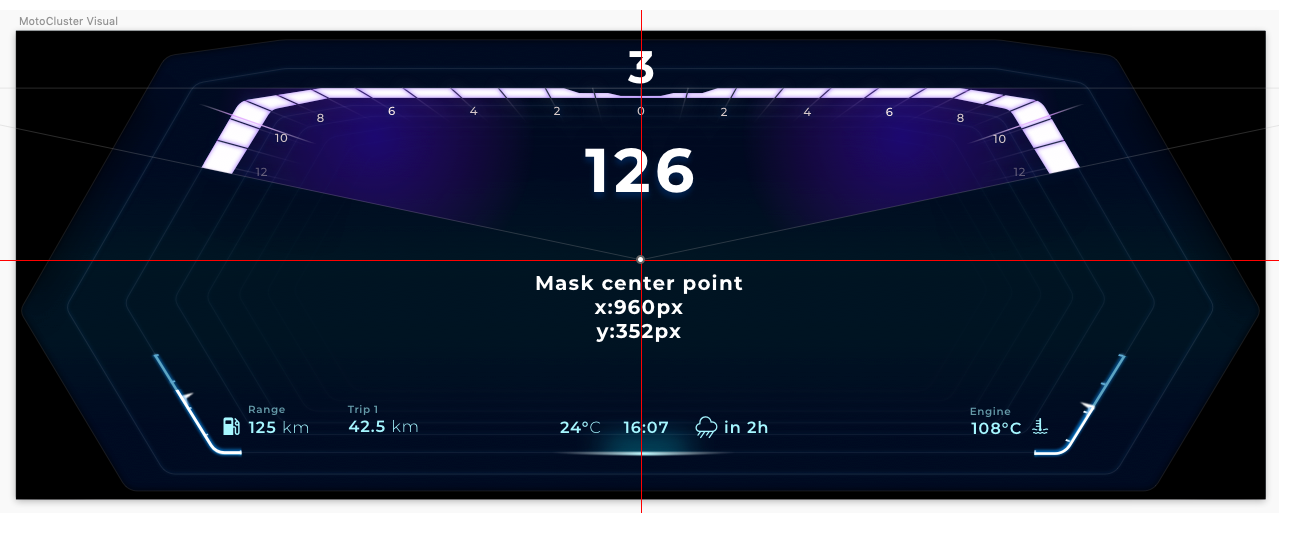 MotoCluster Visual
3
6 4 2 0 2 4 6
8 8
10 10
12 12
126
Mask center point
x:960px
y:352px
Range
125 km
Trip 1
42.5 km
24°C 16:07 in 2h
Engine
108°C